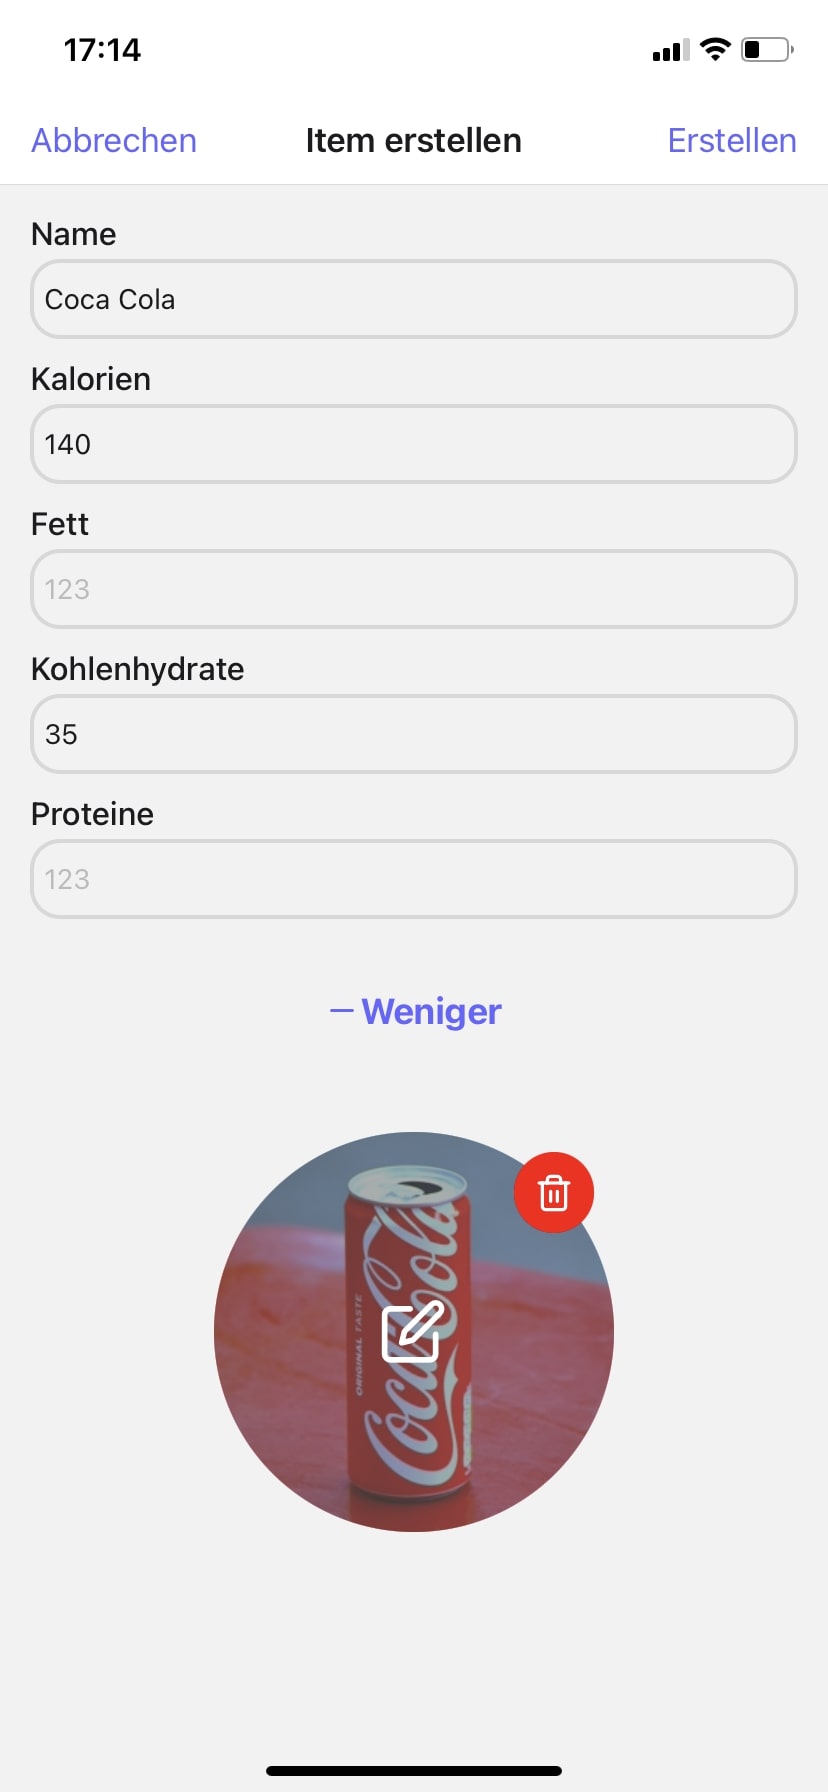 17:14
Abbrechen Item erstellen Erstellen
Name
Coca Cola
Kalorien
140
Fett
123
Kohlenhydrate
35
Proteine
123
— Weniger
Coca-Cola
ORIGINAL TASTE